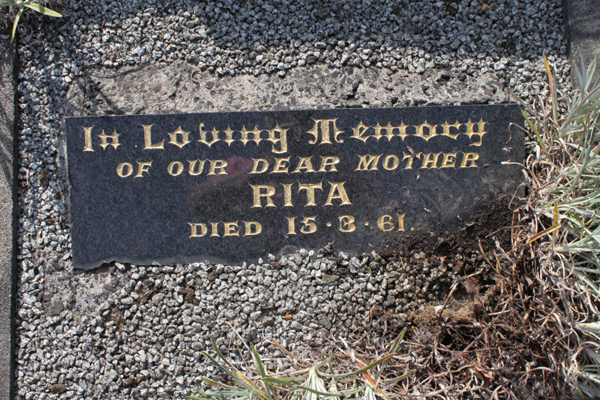 In Loving Memory
OF OUR DEAR MOTHER
RITA
DIED 15·8·61.